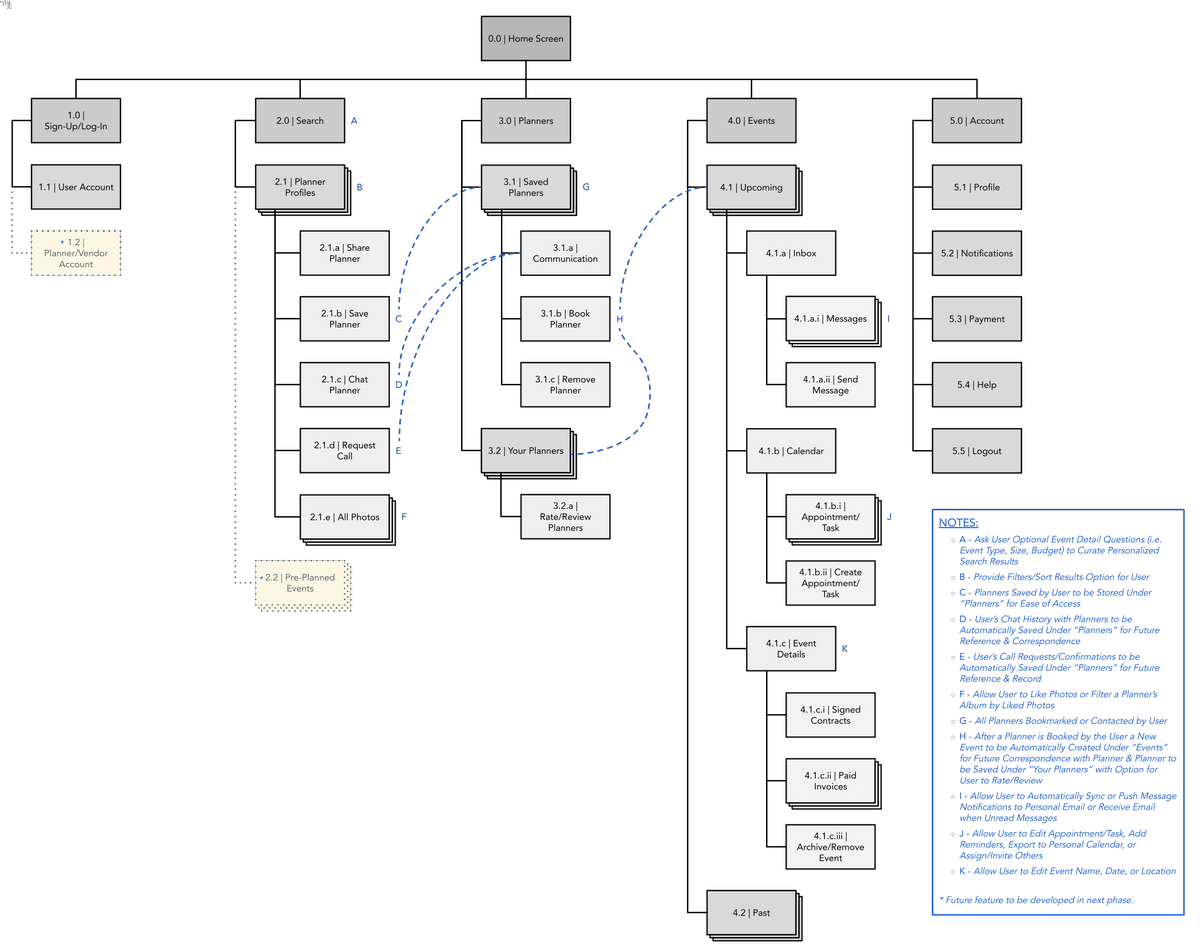 0.0 | Home Screen
1.0 |
Sign-Up/Log-In
1.1 | User Account
* 1.2 |
Planner/Vendor
Account
2.0 | Search
A
2.1 | Planner
Profiles
B
2.1.a | Share
Planner
2.1.b | Save
Planner
C
2.1.c | Chat
Planner
D
2.1.d | Request
Call
E
2.1.e | All Photos
F
* 2.2 | Pre-Planned
Events
3.0 | Planners
3.1 | Saved
Planners
G
3.1.a |
Communication
3.1.b | Book
Planner
H
3.1.c | Remove
Planner
3.2 | Your Planners
3.2.a |
Rate/Review
Planners
4.0 | Events
4.1 | Upcoming
4.1.a | Inbox
4.1.a.i | Messages
I
4.1.a.ii | Send
Message
4.1.b | Calendar
4.1.b.i |
Appointment/
Task
J
4.1.b.ii | Create
Appointment/
Task
4.1.c | Event
Details
K
4.1.c.i | Signed
Contracts
4.1.c.ii | Paid
Invoices
4.1.c.iii |
Archive/Remove
Event
4.2 | Past
5.0 | Account
5.1 | Profile
5.2 | Notifications
5.3 | Payment
5.4 | Help
5.5 | Logout
NOTES:
○ A - Ask User Optional Event Detail Questions (i.e.
Event Type, Size, Budget) to Curate Personalized
Search Results
○ B - Provide Filters/Sort Results Option for User
○ C - Planners Saved by User to be Stored Under
“Planners” for Ease of Access
○ D - User’s Chat History with Planners to be
Automatically Saved Under “Planners” for Future
Reference & Correspondence
○ E - User’s Call Requests/Confirmations to be
Automatically Saved Under “Planners” for Future
Reference & Record
○ F - Allow User to Like Photos or Filter a Planner’s
Album by Liked Photos
○ G - All Planners Bookmarked or Contacted by User
○ H - After a Planner is Booked by the User a New
Event to be Automatically Created Under “Events”
for Future Correspondence with Planner & Planner to
be Saved Under “Your Planners” with Option for
User to Rate/Review
○ I - Allow User to Automatically Sync or Push Message
Notifications to Personal Email or Receive Email
when Unread Messages
○ J - Allow User to Edit Appointment/Task, Add
Reminders, Export to Personal Calendar, or
Assign/Invite Others
○ K - Allow User to Edit Event Name, Date, or Location
* Future feature to be developed in next phase.